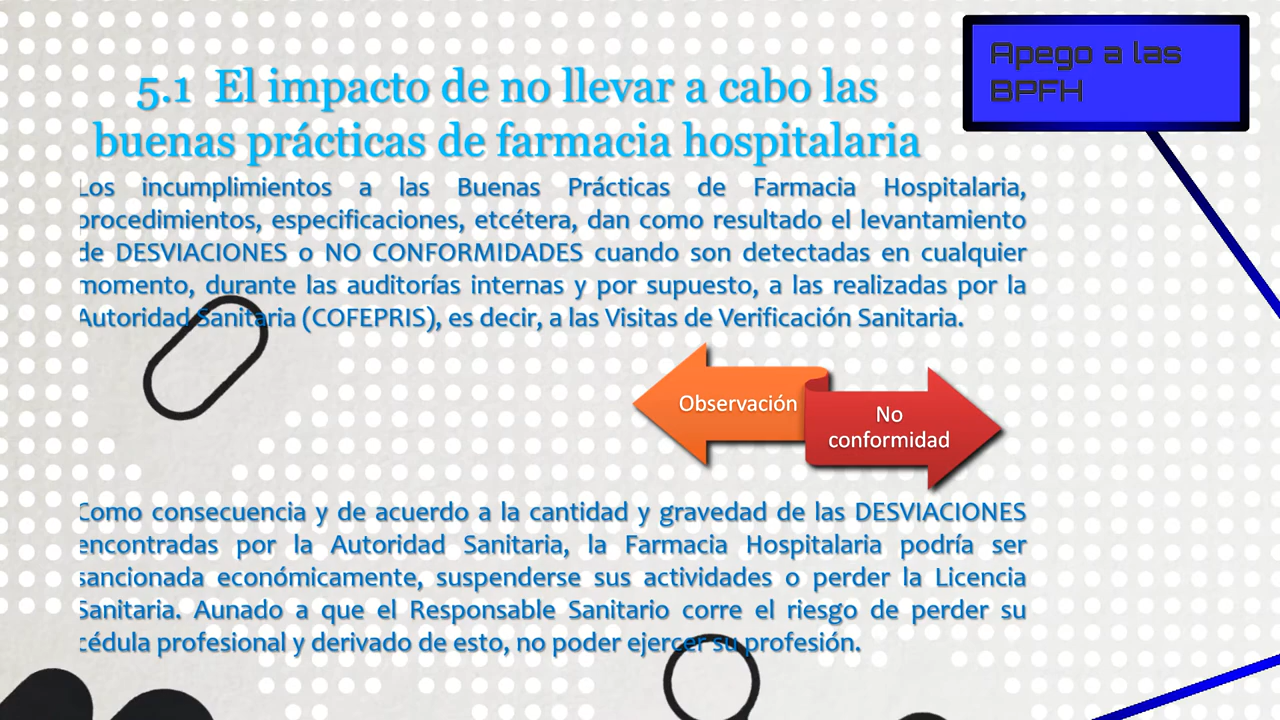 Apego a las
BPFH
5.1 El impacto de no llevar a cabo las
buenas prácticas de farmacia hospitalaria
Los incumplimientos a las Buenas Prácticas de Farmacia Hospitalaria,
procedimientos, especificaciones, etcétera, dan como resultado el levantamiento
de DESVIACIONES o NO CONFORMIDADES cuando son detectadas en cualquier
momento, durante las auditorías internas y por supuesto, a las realizadas por la
Autoridad Sanitaria (COFEPRIS), es decir, a las Visitas de Verificación Sanitaria.
Observación
No
conformidad
Como consecuencia y de acuerdo a la cantidad y gravedad de las DESVIACIONES
encontradas por la Autoridad Sanitaria, la Farmacia Hospitalaria podría ser
sancionada económicamente, suspenderse sus actividades o perder la Licencia
Sanitaria. Aunado a que el Responsable Sanitario corre el riesgo de perder su
cédula profesional y derivado de esto, no poder ejercer su profesión.